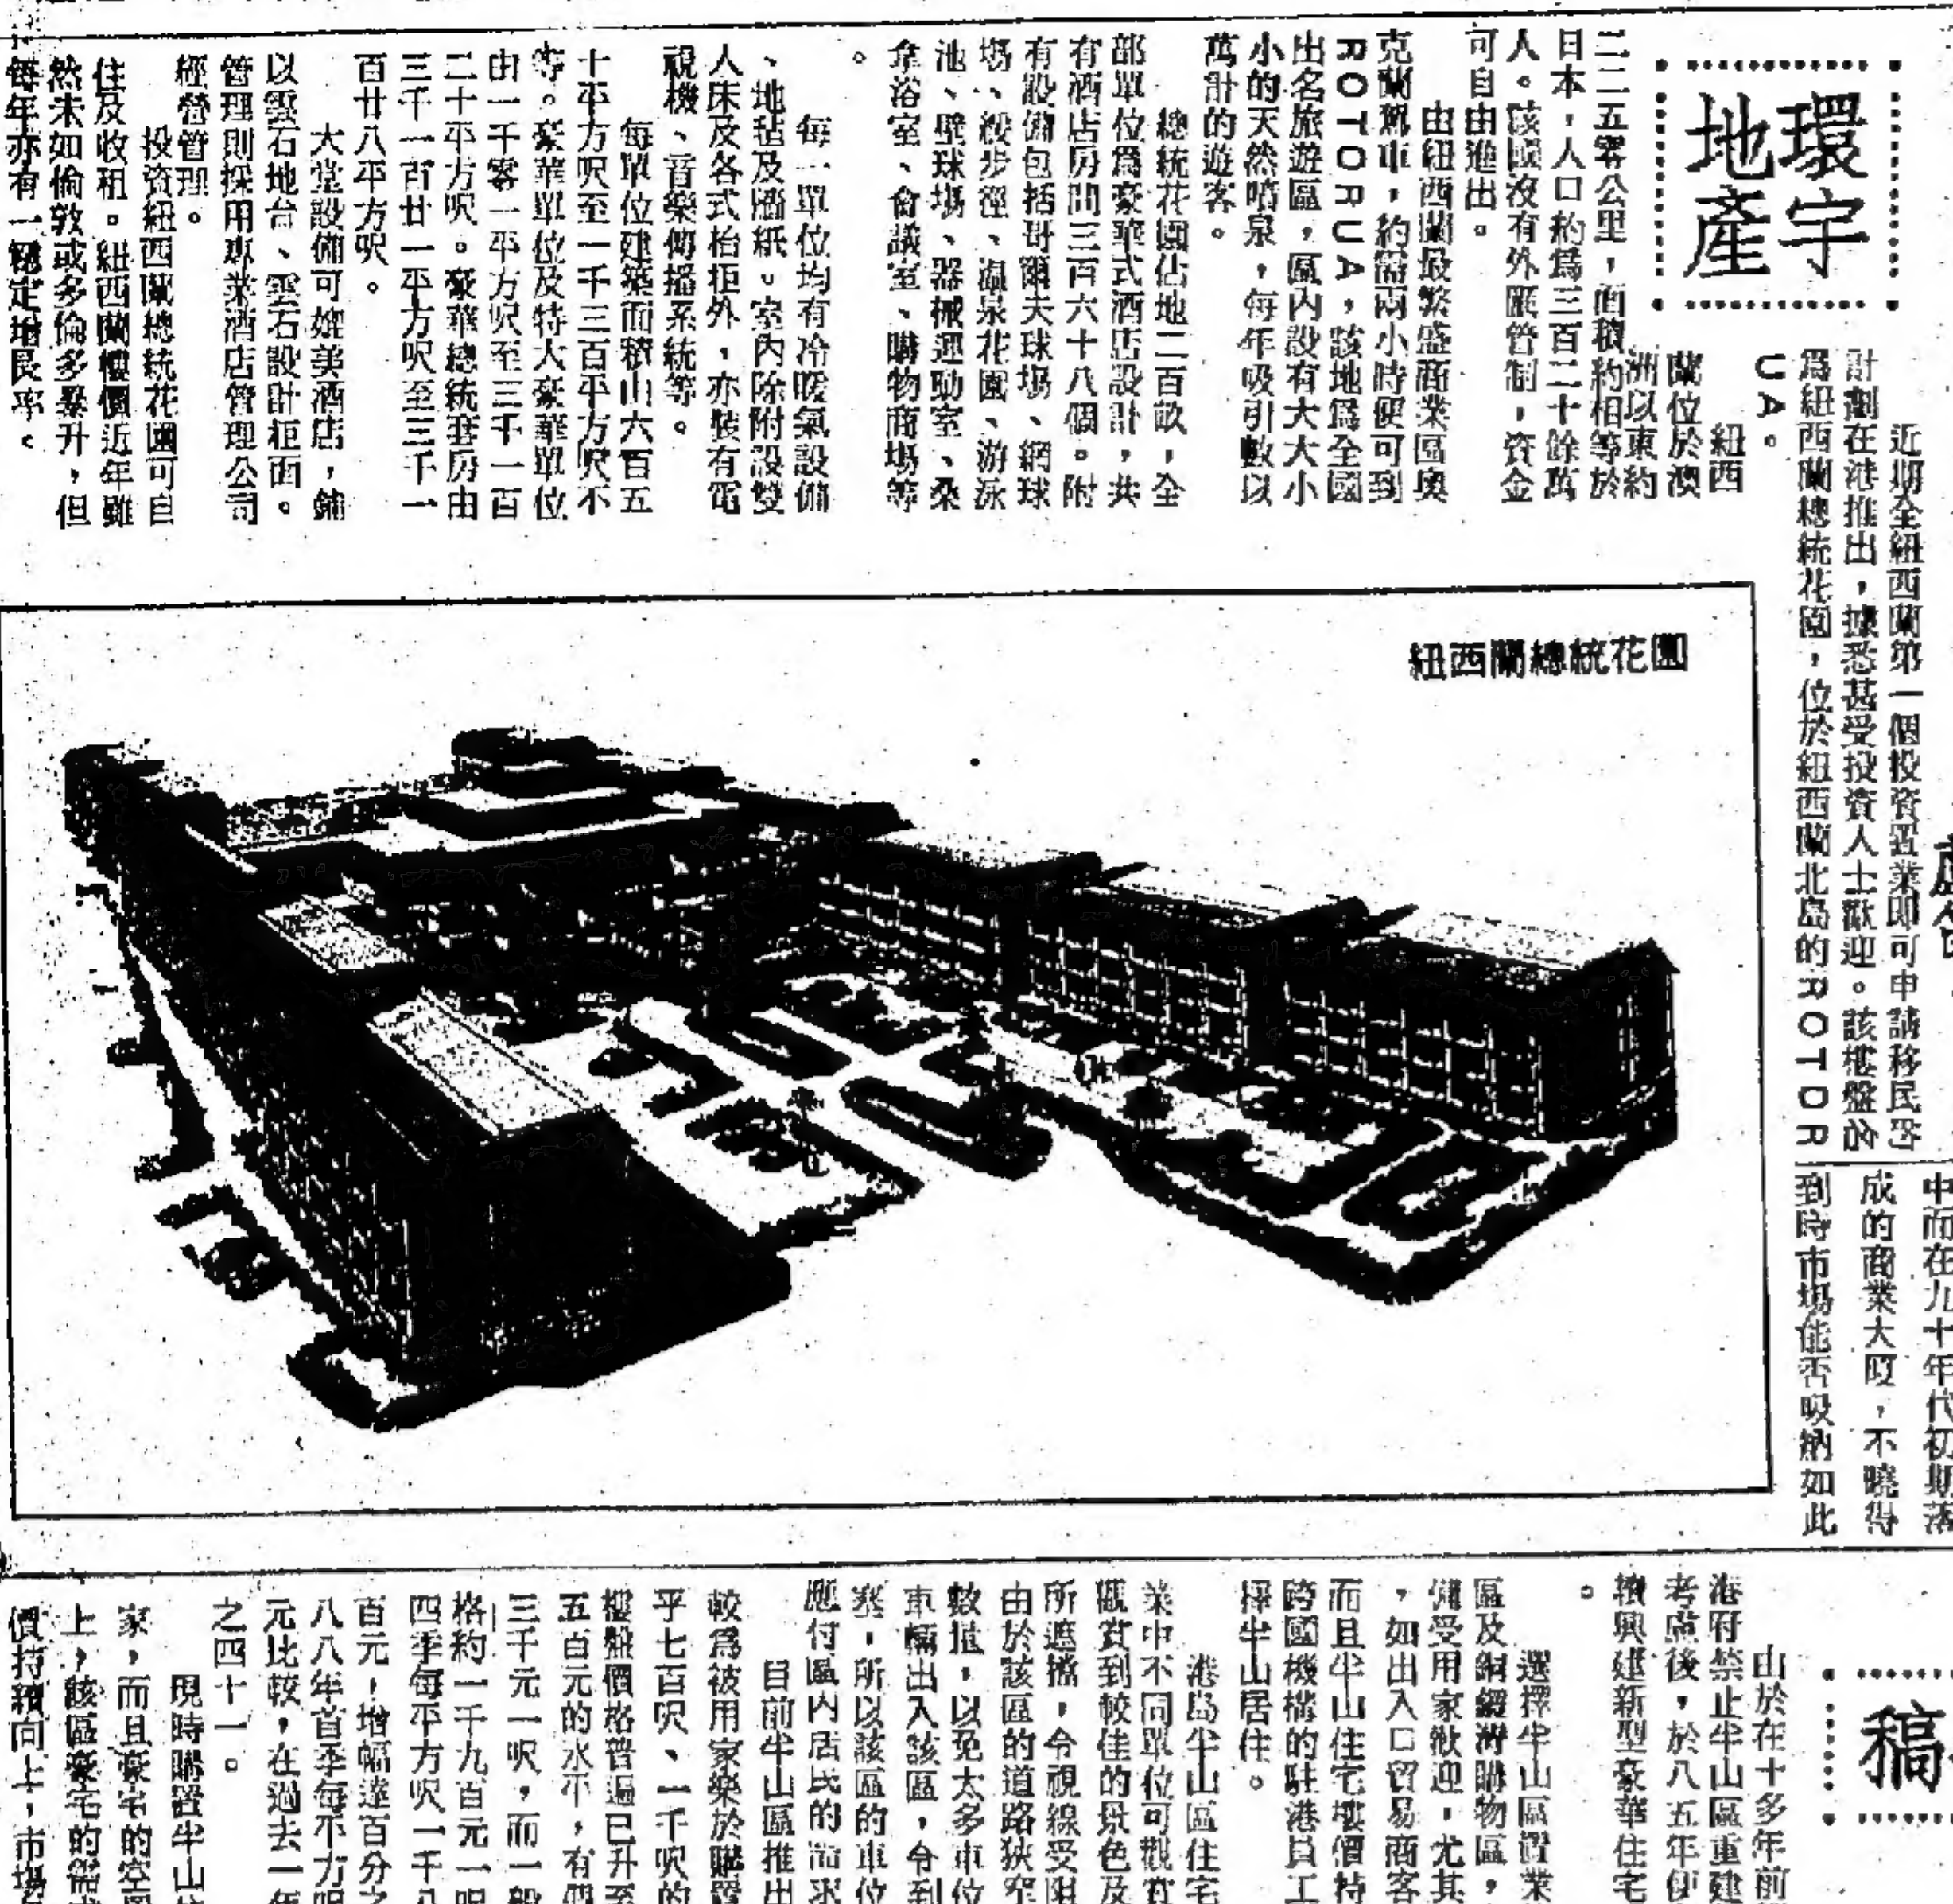 環宇
地產
近期全紐西蘭第一個投資置業即可申請移民的
計劃在港推出，據悉甚受投資人士歡迎。該樓盤名
爲紐西蘭總統花園，位於紐西蘭北島的ＲＯＴＯＲ
ＵＡ。
紐西
蘭位於澳
洲以東約
二二五零公里，面積約相等於
日本，人口約爲三百二十餘萬
人。該國沒有外匯管制，資金
可自由進出。
由紐西蘭最繁盛商業區奧
克蘭駕車，約需兩小時便可到
ＲＯＴＯＲＵＡ，該地爲全國
出名旅遊區，區內設有大大小
小的天然噴泉，每年吸引數以
萬計的遊客。
總統花園佔地二百畝，全
部單位爲豪華式酒店設計，共
有酒店房間三百六十八個。附
有設備包括哥爾夫球場、網球
場、緩步徑、溫泉花園、游泳
池、壁球場、器械運動室、桑
拿浴室、會議室、購物商場等
。
每一單位均有冷暖氣設備
、地毡及牆紙。室內除附設雙
人床及各式枱柜外，亦裝有電
視機、音樂傳播系統等。
每單位建築面積由六百五
十平方呎至一千三百平方呎不
等。豪華單位及特大豪華單位
由一千零一平方呎至三千一百
二十平方呎。豪華總統套房由
三千一百廿一平方呎至三千一
百廿八平方呎。
大堂設備可媲美酒店，鋪
以雲石地台、雲石設計柜面。
管理則採用專業酒店管理公司
經營管理。
投資紐西蘭總統花園可自
住及收租。紐西蘭樓價近年雖
然未如倫敦或多倫多暴升，但
每年亦有一穩定增長率。
紐西蘭總統花園
中而在九十年代初期落
成的商業大厦，不曉得
到時市場能否吸納如此
稿
由於在十多年前
港府禁止半山區重建
考慮後，於八五年便
積興建新型豪華住宅
。
選擇半山區置業
區及銅鑼灣購物區，
備受用家歡迎，尤其
，如出入口貿易商客
而且半山住宅樓價持
跨國機構的駐港員工
擇半山居住。
港島半山區住宅
業中不同單位可觀賞
觀賞到較佳的景色及
所遮擋，令視線受阻
由於該區的道路狹窄
數量，以免太多車位
車輛出入該區，令到
塞，所以該區的車位
應付區內居民的需求
目前半山區推出
較爲被用家樂於購置
乎七百呎、一千呎的
樓盤價格普遍已升至
五百元的水平，有個
三千元一呎，而一般
格約一千九百元一呎
四季每平方呎一千八
百元，增幅達百分之
八八年首季每平方呎
元比較，在過去一年
之四十一。
現時購置半山
家，而且豪宅的空置
上，該區豪宅的需求
價持續向上，市場